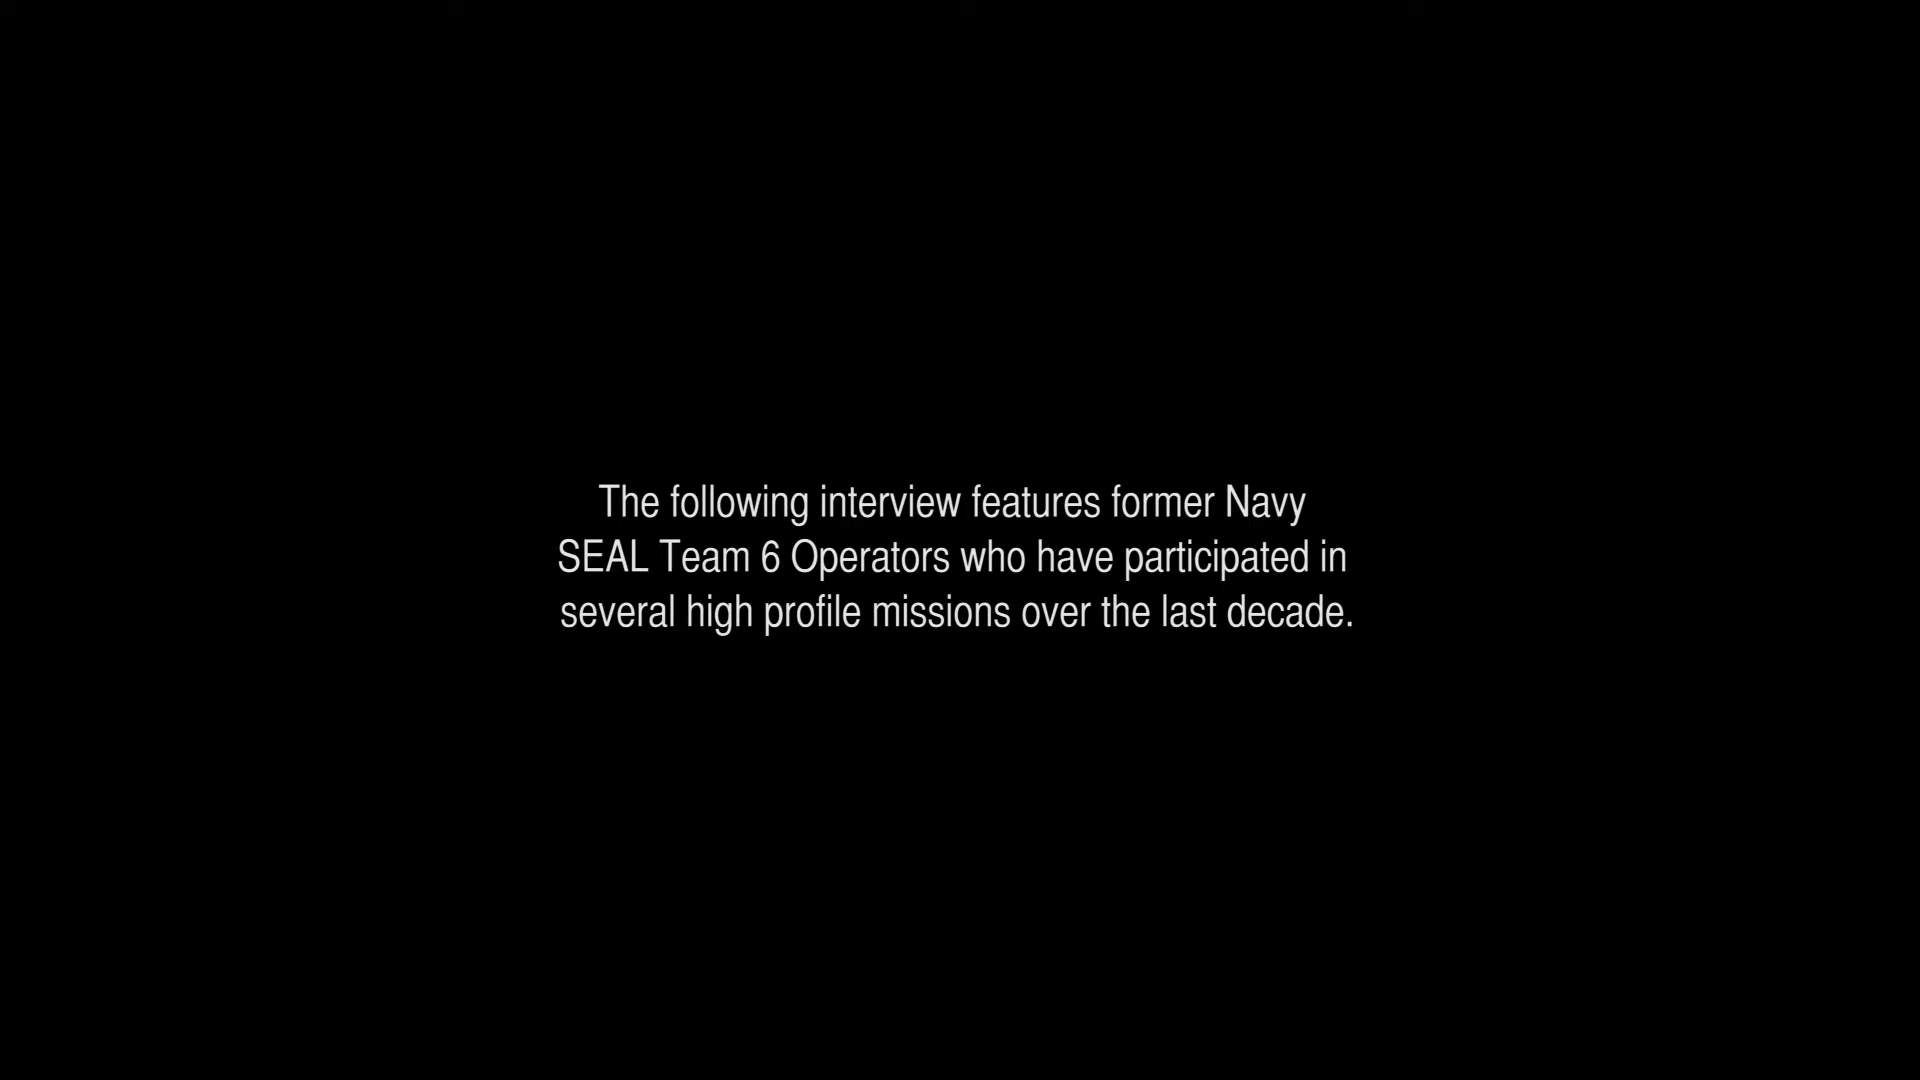 The following interview features former Navy
SEAL Team 6 Operators who have participated in
several high profile missions over the last decade.